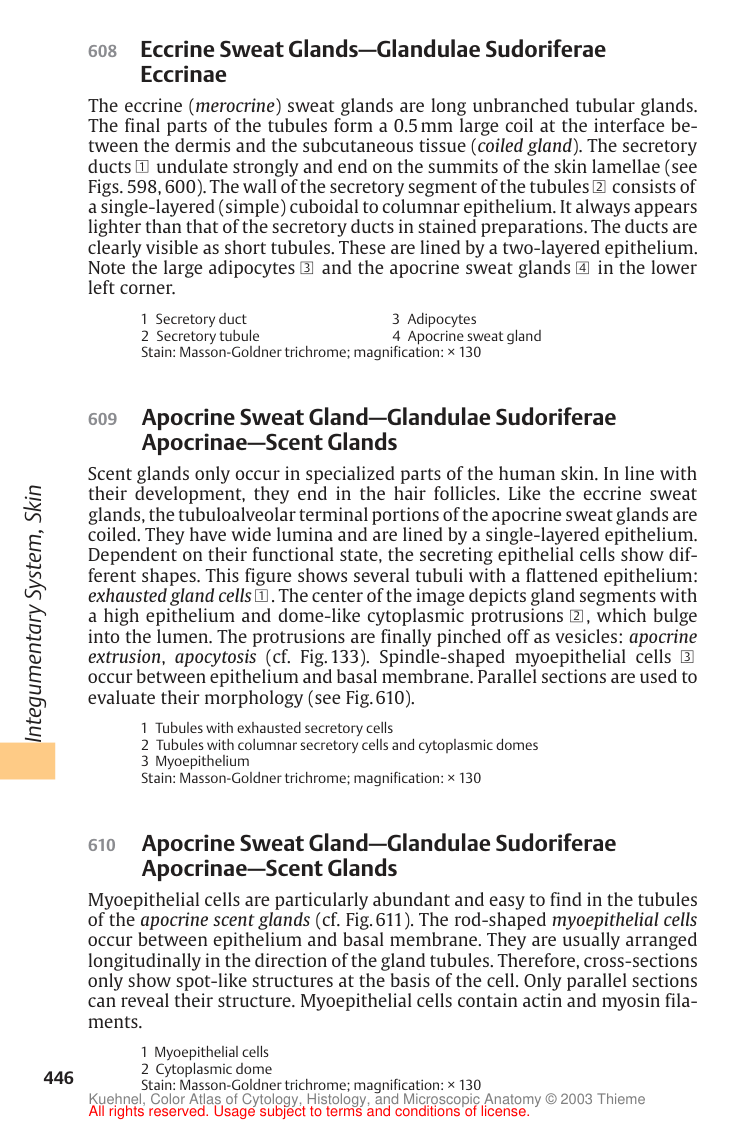 608 Eccrine Sweat Glands—Glandulae Sudoriferae
Eccrinae
The eccrine (merocrine) sweat glands are long unbranched tubular glands.
The final parts of the tubules form a 0.5 mm large coil at the interface be-
tween the dermis and the subcutaneous tissue (coiled gland). The secretory
ducts 1 undulate strongly and end on the summits of the skin lamellae (see
Figs. 598, 600). The wall of the secretory segment of the tubules 2 consists of
a single-layered (simple) cuboidal to columnar epithelium. It always appears
lighter than that of the secretory ducts in stained preparations. The ducts are
clearly visible as short tubules. These are lined by a two-layered epithelium.
Note the large adipocytes 3 and the apocrine sweat glands 4 in the lower
left corner.
1 Secretory duct 3 Adipocytes
2 Secretory tubule 4 Apocrine sweat gland
Stain: Masson-Goldner trichrome; magnification: × 130
609 Apocrine Sweat Gland—Glandulae Sudoriferae
Apocrinae—Scent Glands
Scent glands only occur in specialized parts of the human skin. In line with
their development, they end in the hair follicles. Like the eccrine sweat
glands, the tubuloalveolar terminal portions of the apocrine sweat glands are
coiled. They have wide lumina and are lined by a single-layered epithelium.
Dependent on their functional state, the secreting epithelial cells show dif-
ferent shapes. This figure shows several tubuli with a flattened epithelium:
exhausted gland cells 1. The center of the image depicts gland segments with
a high epithelium and dome-like cytoplasmic protrusions 2, which bulge
into the lumen. The protrusions are finally pinched off as vesicles: apocrine
extrusion, apocytosis (cf. Fig. 133). Spindle-shaped myoepithelial cells 3
occur between epithelium and basal membrane. Parallel sections are used to
evaluate their morphology (see Fig. 610).
1 Tubules with exhausted secretory cells
2 Tubules with columnar secretory cells and cytoplasmic domes
3 Myoepithelium
Stain: Masson-Goldner trichrome; magnification: × 130
610 Apocrine Sweat Gland—Glandulae Sudoriferae
Apocrinae—Scent Glands
Myoepithelial cells are particularly abundant and easy to find in the tubules
of the apocrine scent glands (cf. Fig. 611). The rod-shaped myoepithelial cells
occur between epithelium and basal membrane. They are usually arranged
longitudinally in the direction of the gland tubules. Therefore, cross-sections
only show spot-like structures at the basis of the cell. Only parallel sections
can reveal their structure. Myoepithelial cells contain actin and myosin fila-
ments.
1 Myoepithelial cells
2 Cytoplasmic dome
Stain: Masson-Goldner trichrome; magnification: × 130
Integumentary System, Skin
446
Kuehnel, Color Atlas of Cytology, Histology, and Microscopic Anatomy © 2003 Thieme
All rights reserved. Usage subject to terms and conditions of license.